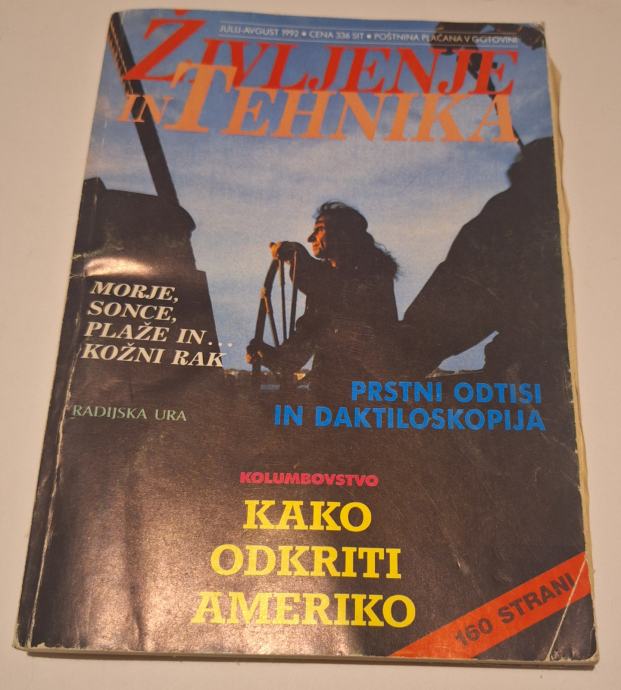 JULIJ-AVGUST 1992 • CENA 336 SIT • POŠTNINA PLAČANA V GOTOVINI
ŽIVLJENJE
IN TEHNIKA
MORJE,
SONCE,
PLAŽE IN...
KOŽNI RAK
PRSTNI ODTISI
IN DAKTILOSKOPIJA
RADIJSKA URA
KOLUMBOVSTVO
KAKO
ODKRITI
AMERIKO
160 STRANI